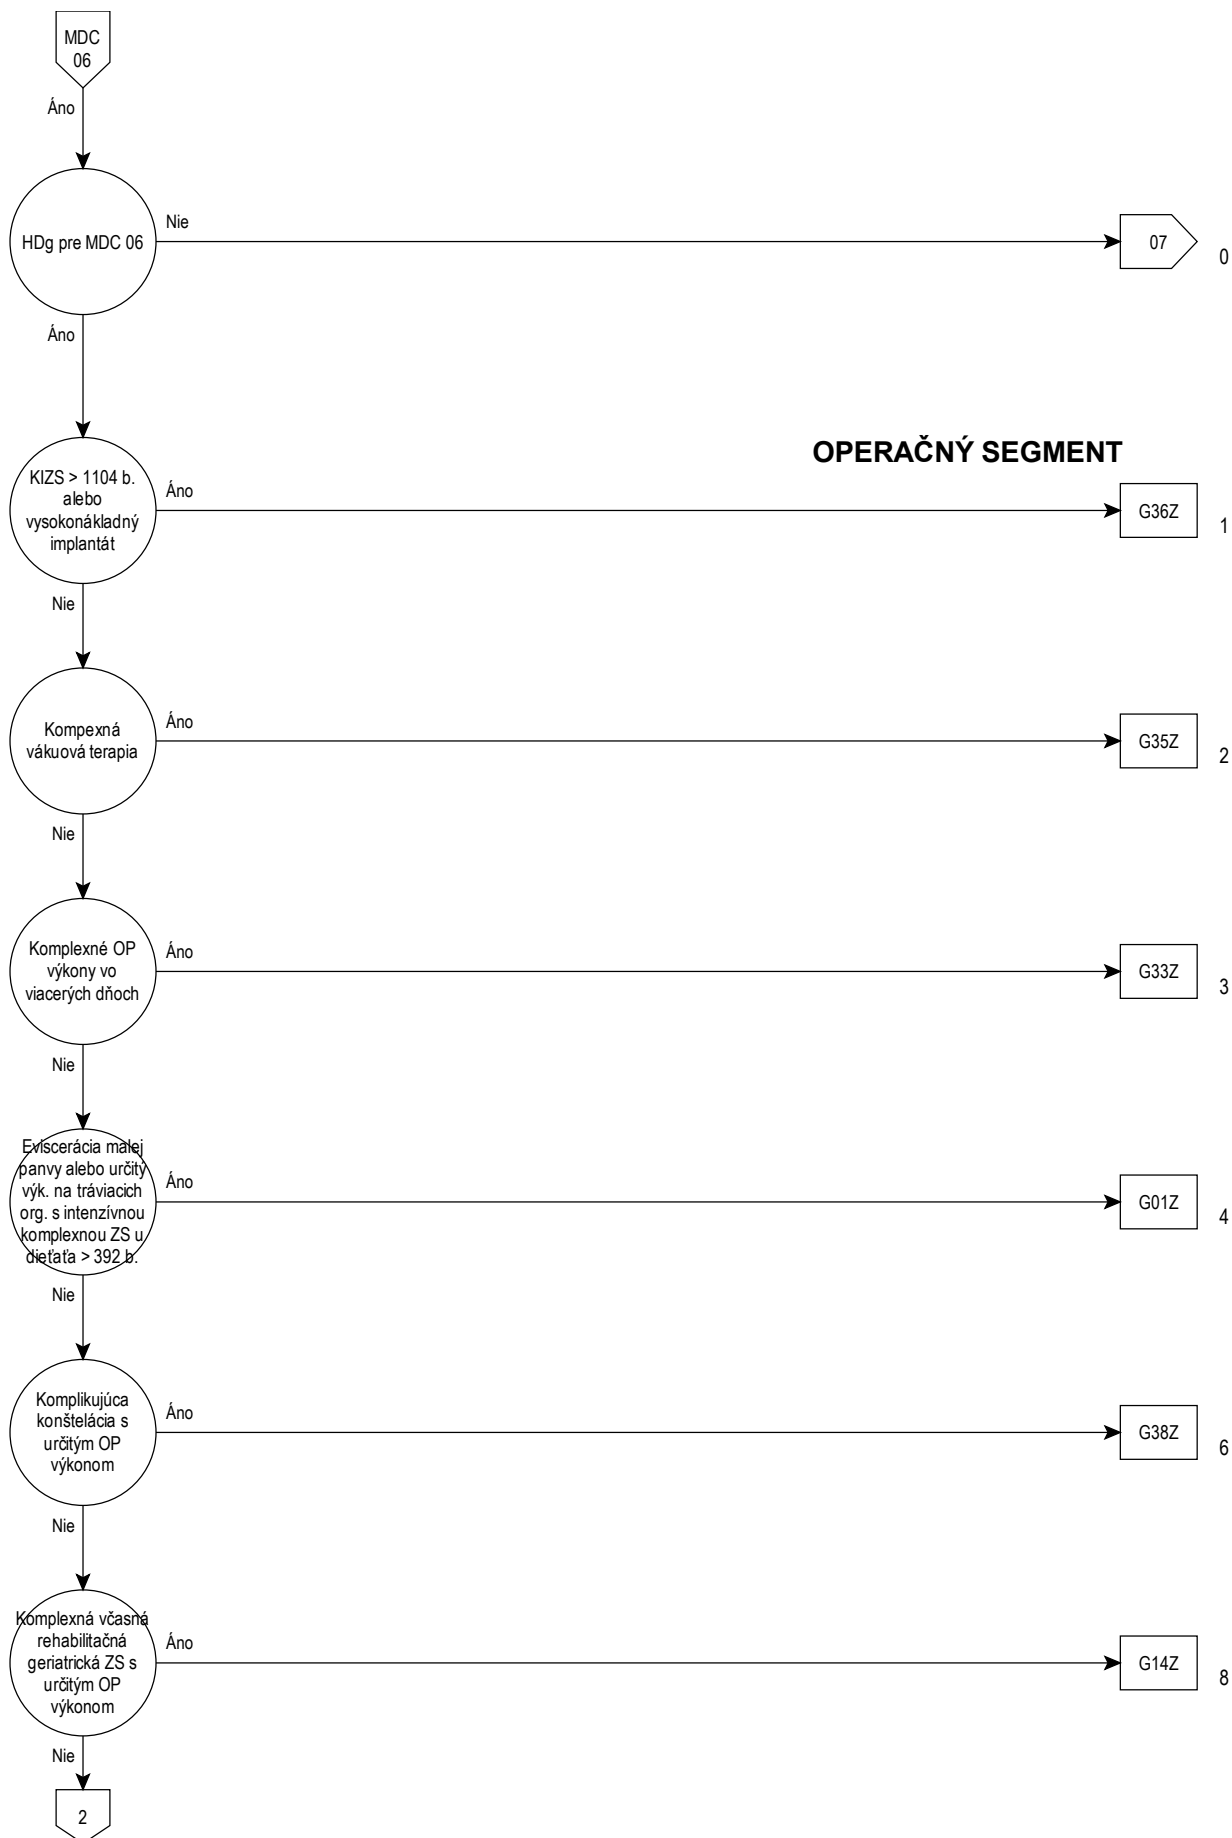 MDC
06
Áno
HDg pre MDC 06
Nie
07
0
Áno
OPERAČNÝ SEGMENT
KIZS > 1104 b.
alebo
vysokonákladný
implantát
Áno
G36Z
1
Nie
Kompexná
vákuová terapia
Áno
G35Z
2
Nie
Komplexné OP
výkony vo
viacerých dňoch
Áno
G33Z
3
Nie
Eviscerácia malej
panvy alebo určitý
výk. na tráviacich
org. s intenzívnou
komplexnou ZS u
dieťaťa > 392 b.
Áno
G01Z
4
Nie
Komplikujúca
konštelácia s
určitým OP
výkonom
Áno
G38Z
6
Nie
Komplexná včasná
rehabilitačná
geriatrická ZS s
určitým OP
výkonom
Áno
G14Z
8
Nie
2